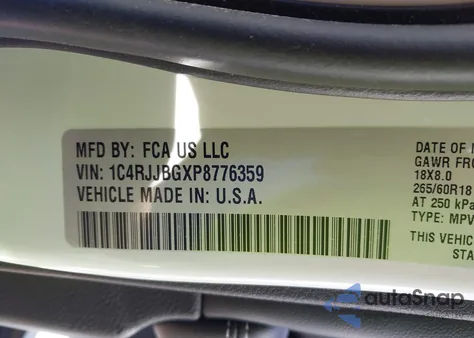 MFD BY: FCA US LLC
VIN: 1C4RJJBGXP8776359
VEHICLE MADE IN: U.S.A.
DATE OF
GAWR FRO
18X8.0
265/60R18
AT 250 kPa
TYPE: MPV
THIS VEHICLE
STA
autoSnap